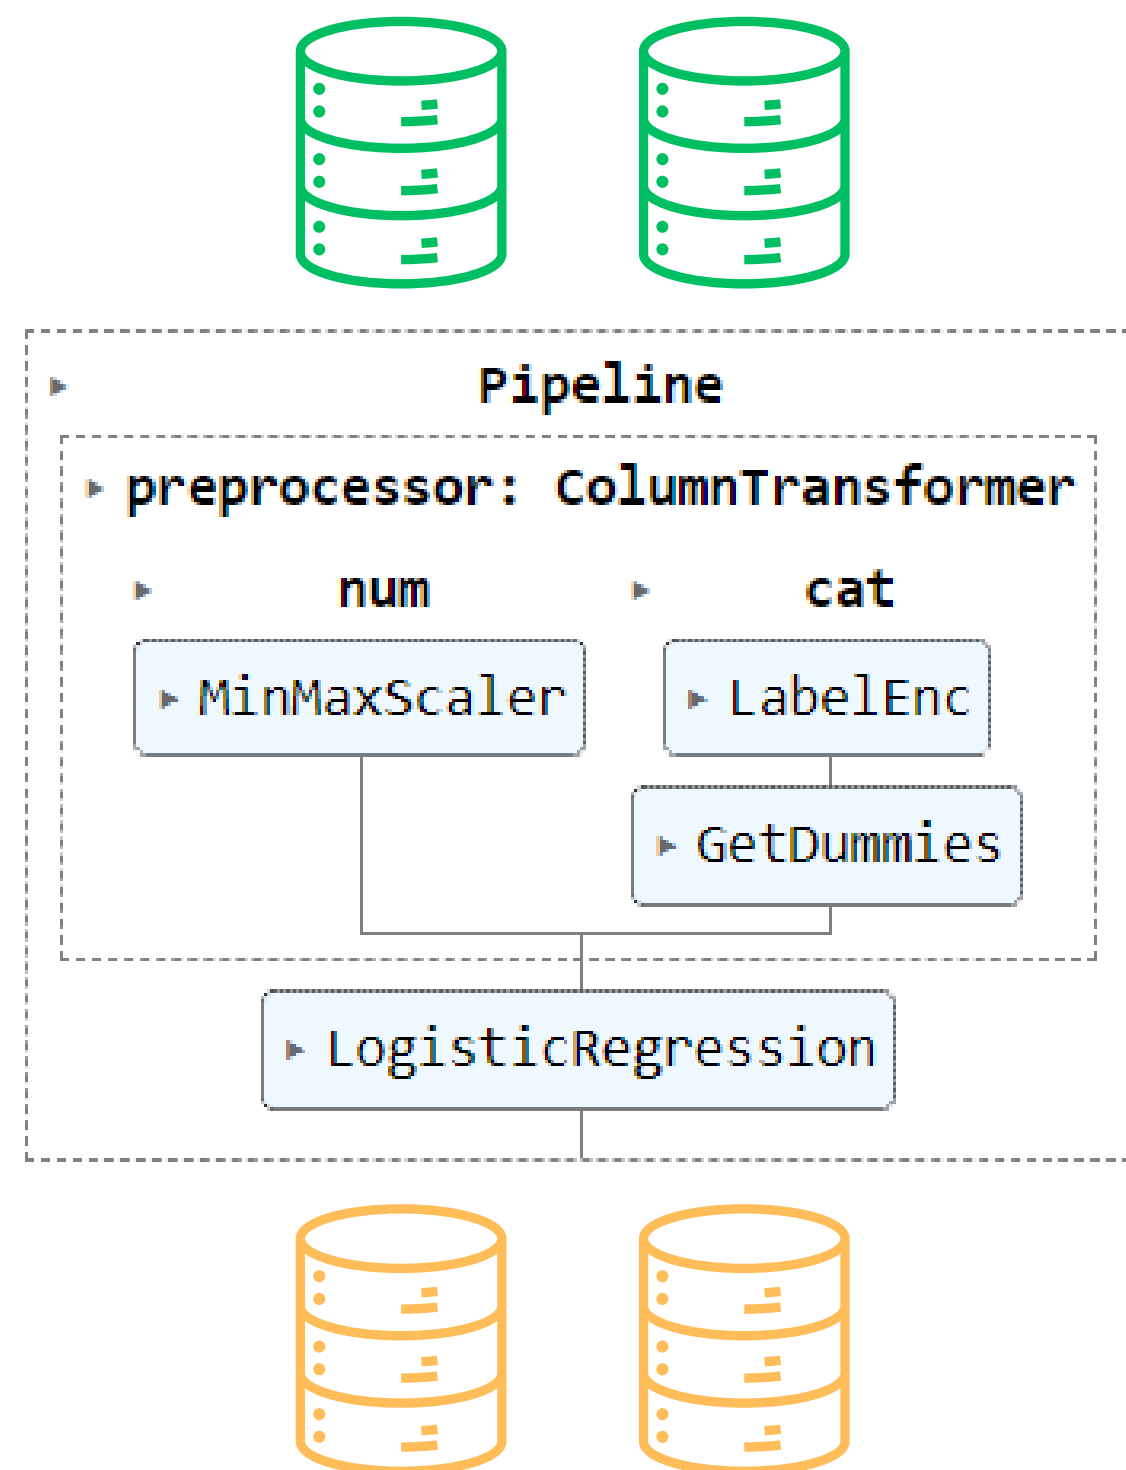 Pipeline
preprocessor: ColumnTransformer
num cat
MinMaxScaler LabelEnc
GetDummies
LogisticRegression